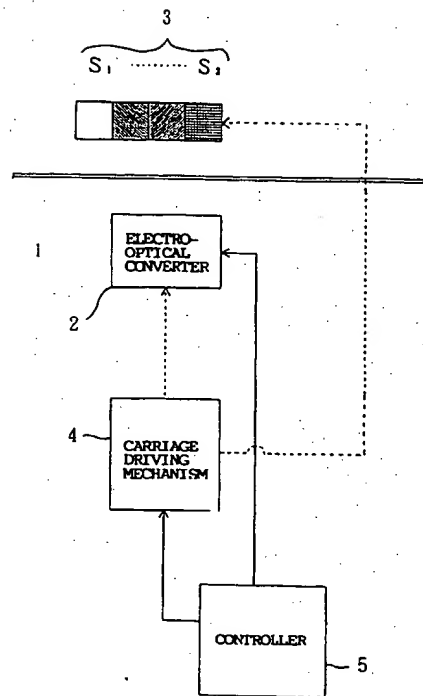 3
S₁ ········ S₂
1
ELECTRO-
OPTICAL
CONVERTER
2
4
CARRIAGE
DRIVING
MECHANISM
CONTROLLER
5